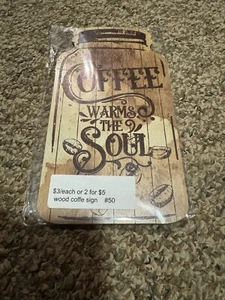 COFFEE
WARMS
THE
SOUL
$3/each or 2 for $5
wood coffe sign #50